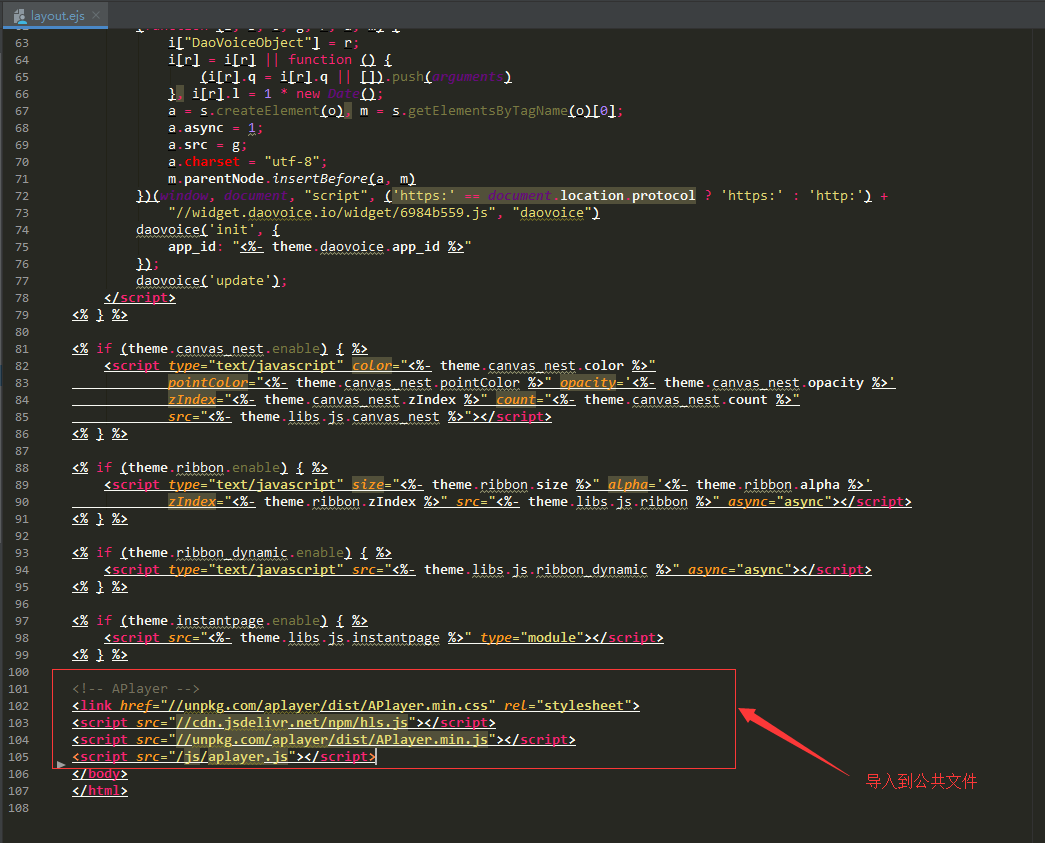 layout.ejs
63 i["DaoVoiceObject"] = r;
64 i[r] = i[r] || function () {
65 (i[r].q = i[r].q || []).push(arguments)
66 }, i[r].l = 1 * new Date();
67 a = s.createElement(o), m = s.getElementsByTagName(o)[0];
68 a.async = 1;
69 a.src = g;
70 a.charset = "utf-8";
71 m.parentNode.insertBefore(a, m)
72 })(window, document, "script", ('https:' == document.location.protocol ? 'https:' : 'http:') +
73 "//widget.daovoice.io/widget/6984b559.js", "daovoice")
74 daovoice('init', {
75 app_id: "<%- theme.daovoice.app_id %>"
76 });
77 daovoice('update');
78 </script>
79 <% } %>
80
81 <% if (theme.canvas_nest.enable) { %>
82 <script type="text/javascript" color="<%- theme.canvas_nest.color %>"
83 pointColor="<%- theme.canvas_nest.pointColor %>" opacity='<%- theme.canvas_nest.opacity %>'
84 zIndex="<%- theme.canvas_nest.zIndex %>" count="<%- theme.canvas_nest.count %>"
85 src="<%- theme.libs.js.canvas_nest %>"></script>
86 <% } %>
87
88 <% if (theme.ribbon.enable) { %>
89 <script type="text/javascript" size="<%- theme.ribbon.size %>" alpha='<%- theme.ribbon.alpha %>'
90 zIndex="<%- theme.ribbon.zIndex %>" src="<%- theme.libs.js.ribbon %>" async="async"></script>
91 <% } %>
92
93 <% if (theme.ribbon_dynamic.enable) { %>
94 <script type="text/javascript" src="<%- theme.libs.js.ribbon_dynamic %>" async="async"></script>
95 <% } %>
96
97 <% if (theme.instantpage.enable) { %>
98 <script src="<%- theme.libs.js.instantpage %>" type="module"></script>
99 <% } %>
100
101 <!-- APlayer -->
102 <link href="//unpkg.com/aplayer/dist/APlayer.min.css" rel="stylesheet">
103 <script src="//cdn.jsdelivr.net/npm/hls.js"></script>
104 <script src="//unpkg.com/aplayer/dist/APlayer.min.js"></script>
105 <script src="/js/aplayer.js"></script>
106 </body>
导入到公共文件
107 </html>
108